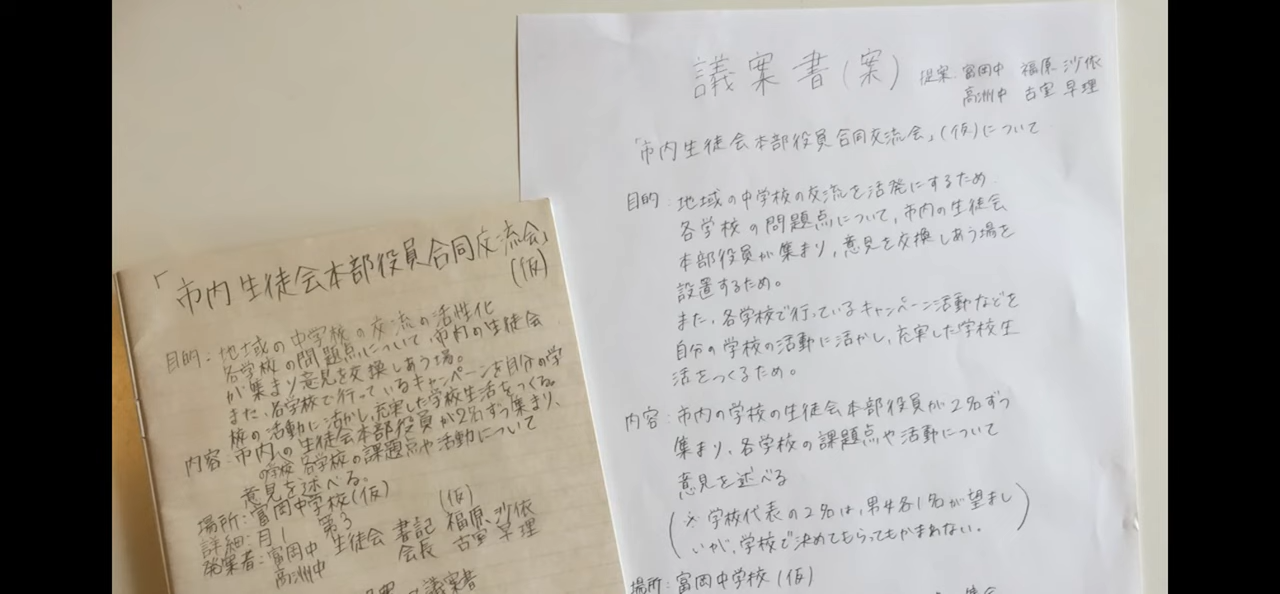 「市内生徒会本部役員合同交流会」
(仮)
目的：地域の中学校の交流の活性化
各学校の問題点について、市内の生徒会
が集まり意見を交換しあう場。
また、各学校で行っているキャンペーンを自分の学
校の活動に活かし、充実した学校生活をつくる。
内容：市内の生徒会本部役員が2名ずつ集まり、
各学校の課題点や活動について
意見を述べる。
場所：富岡中学校(仮)
詳細：月1 第3 (仮)
発案者：富岡中 生徒会 書記 福原 沙依
高洲中 会長 古室 早理
議案書
議案書(案) 提案：富岡中 福原 沙依
高洲中 古室 早理
「市内生徒会本部役員合同交流会」(仮)について
目的：地域の中学校の交流を活発にするため
各学校の問題点について、市内の生徒会
本部役員が集まり、意見を交換しあう場を
設置するため。
また、各学校で行っているキャンペーン活動などを
自分の学校の活動に活かし、充実した学校生
活をつくるため。
内容：市内の学校の生徒会本部役員が2名ずつ
集まり、各学校の課題点や活動について
意見を述べる
(※学校代表の2名は、男女各1名が望まし
いが、学校で決めてもらってもかまわない。)
場所：富岡中学校(仮)